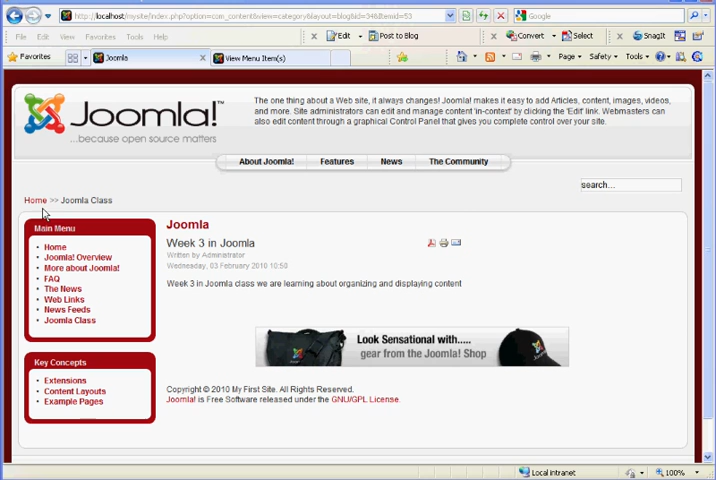 http://localhost/mysite/index.php?option=com_content&view=category&layout=blog&id=34&Itemid=53
Google
File Edit View Favorites Tools Help
Edit
Post to Blog
Convert
Select
SnagIt
Favorites
Joomla
View Menu Item(s)
Page
Safety
Tools
Joomla!™
...because open source matters
The one thing about a Web site, it always changes! Joomla! makes it easy to add Articles, content, images, videos,
and more. Site administrators can edit and manage content 'in-context' by clicking the 'Edit' link. Webmasters can
also edit content through a graphical Control Panel that gives you complete control over your site.
About Joomla! Features News The Community
search...
Home >> Joomla Class
Main Menu
Home
Joomla! Overview
More about Joomla!
FAQ
The News
Web Links
News Feeds
Joomla Class
Key Concepts
Extensions
Content Layouts
Example Pages
Joomla
Week 3 in Joomla
Written by Administrator
Wednesday, 03 February 2010 10:50
Week 3 in Joomla class we are learning about organizing and displaying content
Look Sensational with.....
gear from the Joomla! Shop
Copyright © 2010 My First Site. All Rights Reserved.
Joomla! is Free Software released under the GNU/GPL License.
Local intranet
100%